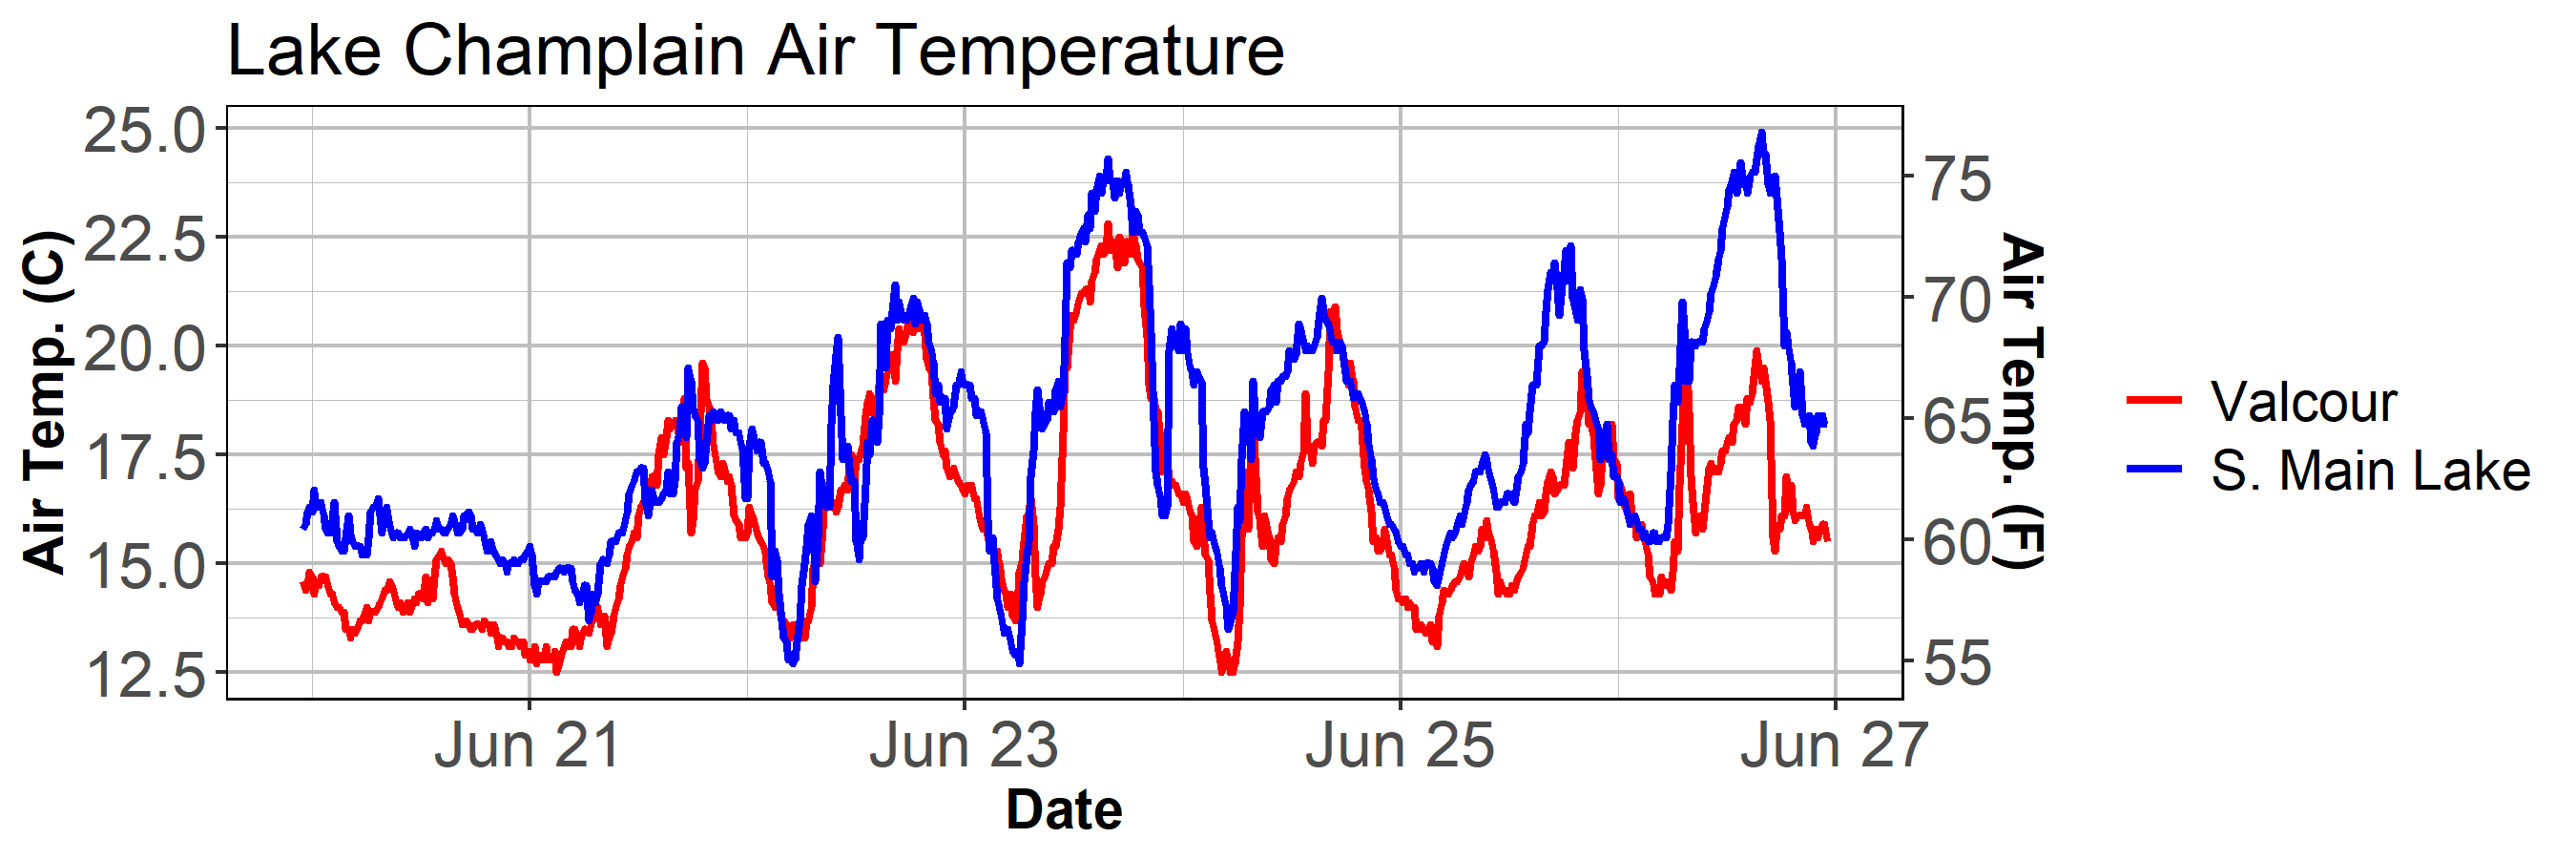 Lake Champlain Air Temperature
Air Temp. (C)
25.0
22.5
20.0
17.5
15.0
12.5
75
70
65
60
55
Air Temp. (F)
Jun 21 Jun 23 Jun 25 Jun 27
Date
Valcour
S. Main Lake